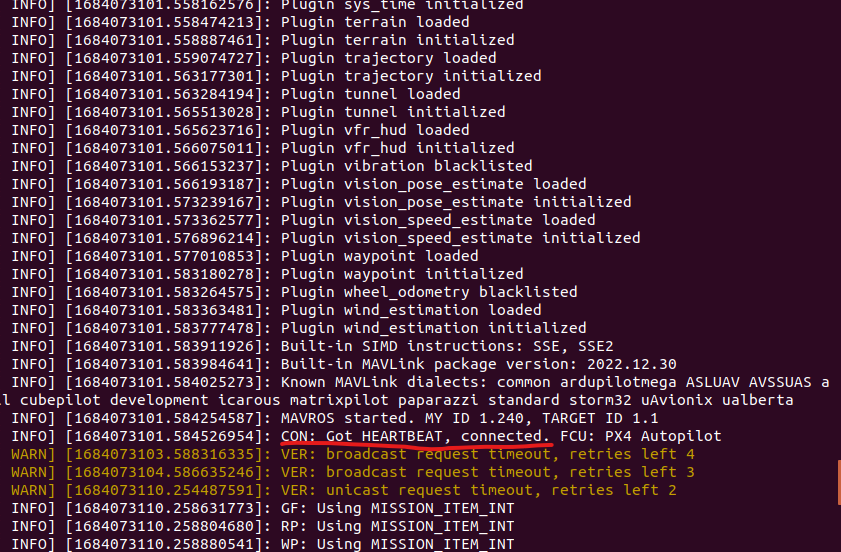 INFO] [1684073101.558162576]: Plugin sys_time initialized
INFO] [1684073101.558474213]: Plugin terrain loaded
INFO] [1684073101.558887461]: Plugin terrain initialized
INFO] [1684073101.559074727]: Plugin trajectory loaded
INFO] [1684073101.563177301]: Plugin trajectory initialized
INFO] [1684073101.563284194]: Plugin tunnel loaded
INFO] [1684073101.565513028]: Plugin tunnel initialized
INFO] [1684073101.565623716]: Plugin vfr_hud loaded
INFO] [1684073101.566075011]: Plugin vfr_hud initialized
INFO] [1684073101.566153237]: Plugin vibration blacklisted
INFO] [1684073101.566193187]: Plugin vision_pose_estimate loaded
INFO] [1684073101.573239167]: Plugin vision_pose_estimate initialized
INFO] [1684073101.573362577]: Plugin vision_speed_estimate loaded
INFO] [1684073101.576896214]: Plugin vision_speed_estimate initialized
INFO] [1684073101.577010853]: Plugin waypoint loaded
INFO] [1684073101.583180278]: Plugin waypoint initialized
INFO] [1684073101.583264575]: Plugin wheel_odometry blacklisted
INFO] [1684073101.583363481]: Plugin wind_estimation loaded
INFO] [1684073101.583777478]: Plugin wind_estimation initialized
INFO] [1684073101.583911926]: Built-in SIMD instructions: SSE, SSE2
INFO] [1684073101.583984641]: Built-in MAVLink package version: 2022.12.30
INFO] [1684073101.584025273]: Known MAVLink dialects: common ardupilotmega ASLUAV AVSSUAS a
l cubepilot development icarous matrixpilot paparazzi standard storm32 uAvionix ualberta
INFO] [1684073101.584254587]: MAVROS started. MY ID 1.240, TARGET ID 1.1
INFO] [1684073101.584526954]: CON: Got HEARTBEAT, connected. FCU: PX4 Autopilot
WARN] [1684073103.588316335]: VER: broadcast request timeout, retries left 4
WARN] [1684073104.586635246]: VER: broadcast request timeout, retries left 3
WARN] [1684073110.254487591]: VER: unicast request timeout, retries left 2
INFO] [1684073110.258631773]: GF: Using MISSION_ITEM_INT
INFO] [1684073110.258804680]: RP: Using MISSION_ITEM_INT
INFO] [1684073110.258880541]: WP: Using MISSION_ITEM_INT